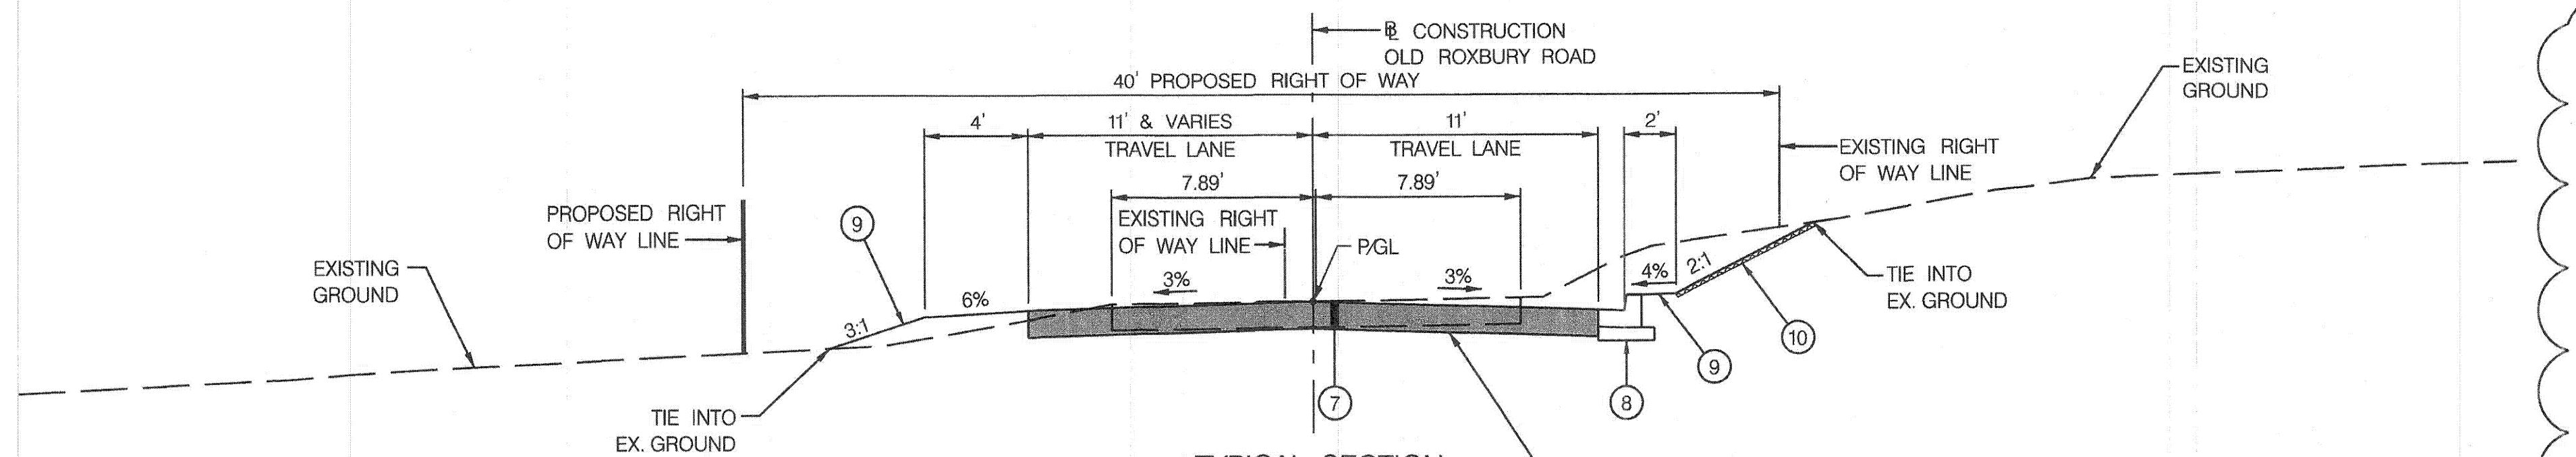 BL CONSTRUCTION
OLD ROXBURY ROAD
40' PROPOSED RIGHT OF WAY
EXISTING
GROUND
4'
11' & VARIES
TRAVEL LANE
11'
TRAVEL LANE
2'
EXISTING RIGHT
OF WAY LINE
7.89'
7.89'
PROPOSED RIGHT
OF WAY LINE
9
EXISTING RIGHT
OF WAY LINE
P/GL
EXISTING
GROUND
3%
3%
4%
2:1
TIE INTO
EX. GROUND
6%
3:1
10
9
7
8
TIE INTO
EX. GROUND
TYPICAL SECTION